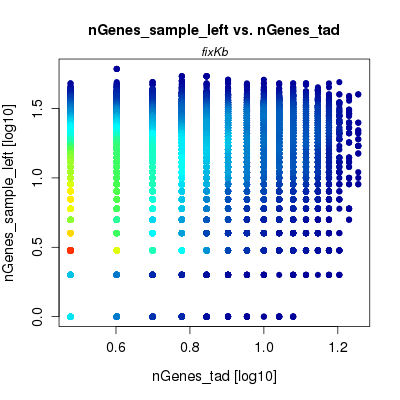 nGenes_sample_left vs. nGenes_tad
fixKb
nGenes_sample_left [log10]
1.5
1.0
0.5
0.0
0.6
0.8
1.0
1.2
nGenes_tad [log10]